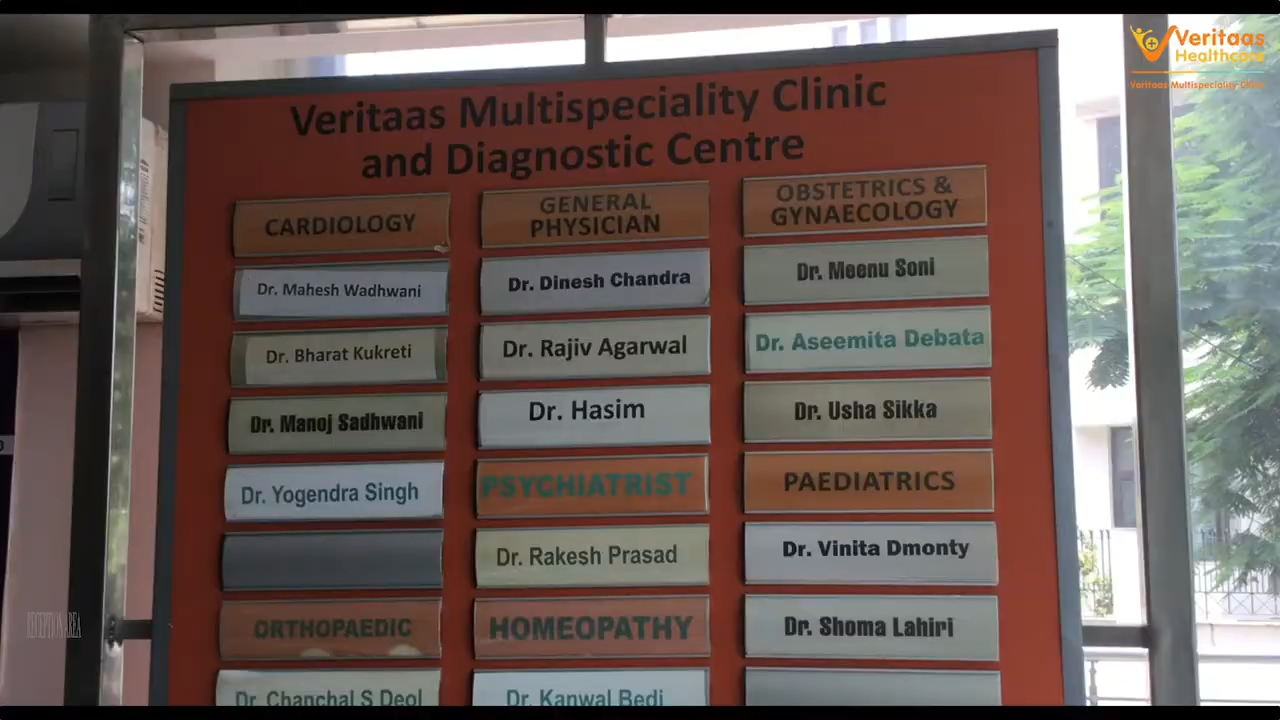 Veritaas
Healthcare
Veritaas Multispeciality Clinic
Veritaas Multispeciality Clinic
and Diagnostic Centre
CARDIOLOGY
Dr. Mahesh Wadhwani
Dr. Bharat Kukreti
Dr. Manoj Sadhwani
Dr. Yogendra Singh
ORTHOPAEDIC
Dr. Chanchal S Deol
GENERAL
PHYSICIAN
Dr. Dinesh Chandra
Dr. Rajiv Agarwal
Dr. Hasim
PSYCHIATRIST
Dr. Rakesh Prasad
HOMEOPATHY
Dr. Kanwal Bedi
OBSTETRICS &
GYNAECOLOGY
Dr. Meenu Soni
Dr. Aseemita Debata
Dr. Usha Sikka
PAEDIATRICS
Dr. Vinita Dmonty
Dr. Shoma Lahiri
RECEPTION AREA